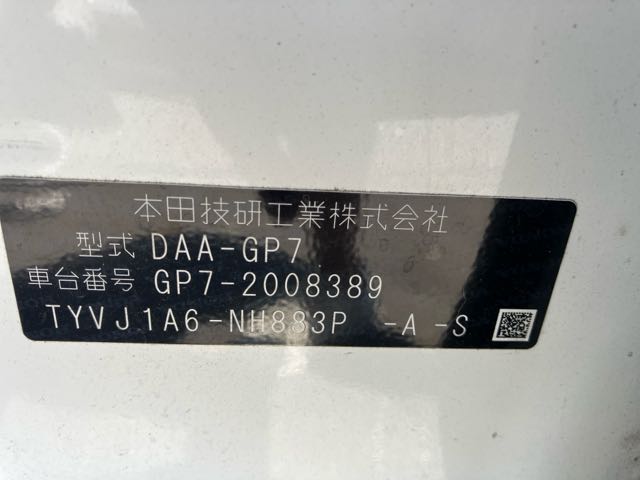 本田技研工業株式会社
型式 DAA-GP7
車台番号 GP7-2008389
TYVJ1A6-NH883P -A -S